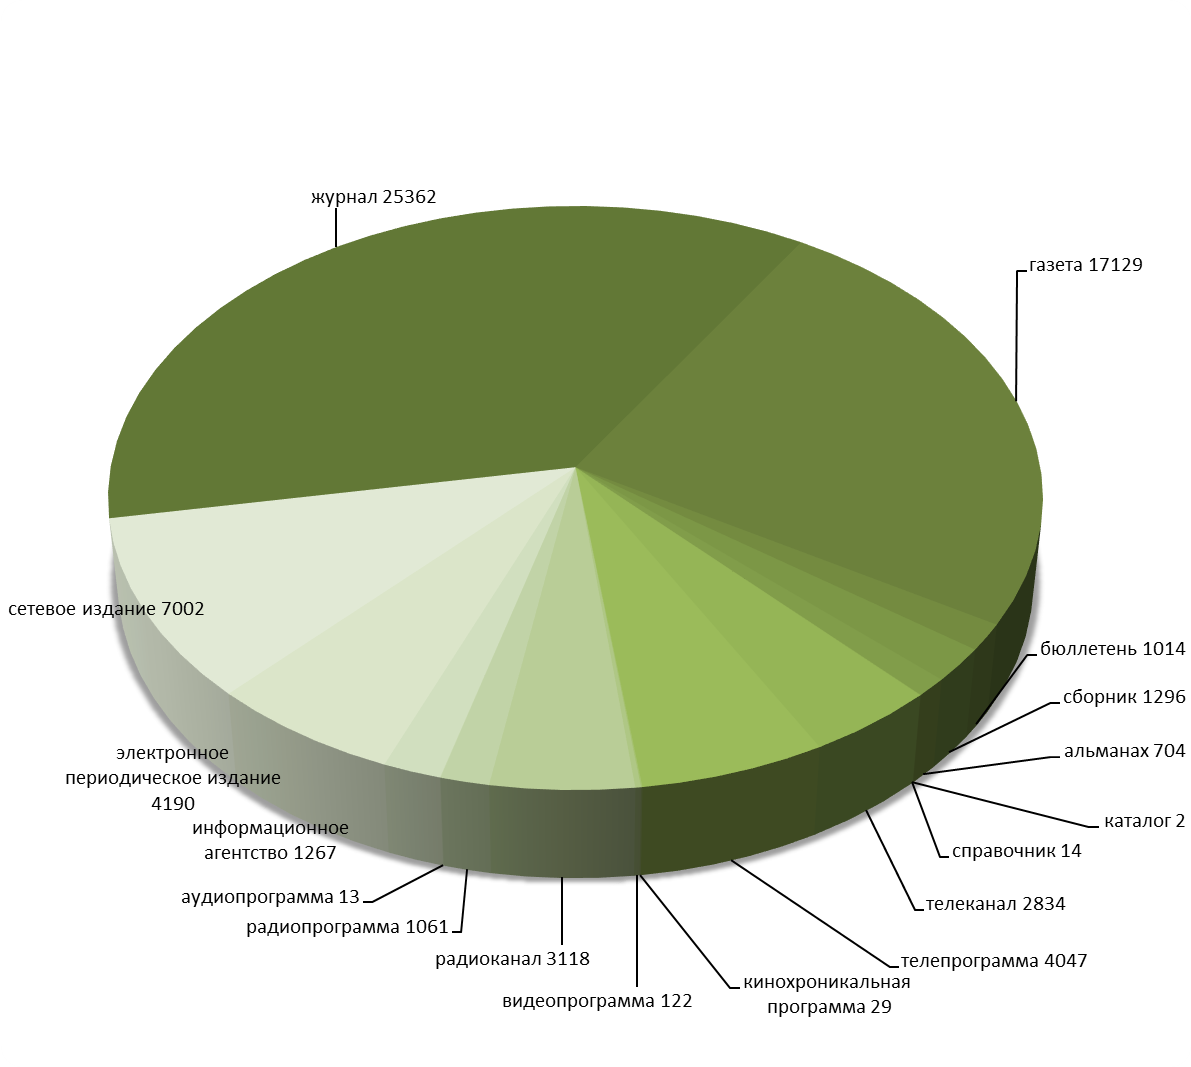 журнал 25362
газета 17129
сетевое издание 7002
бюллетень 1014
сборник 1296
альманах 704
электронное
периодическое издание
4190
каталог 2
информационное
агентство 1267
справочник 14
аудиопрограмма 13
телеканал 2834
радиопрограмма 1061
радиоканал 3118
телепрограмма 4047
видеопрограмма 122
кинохроникальная
программа 29